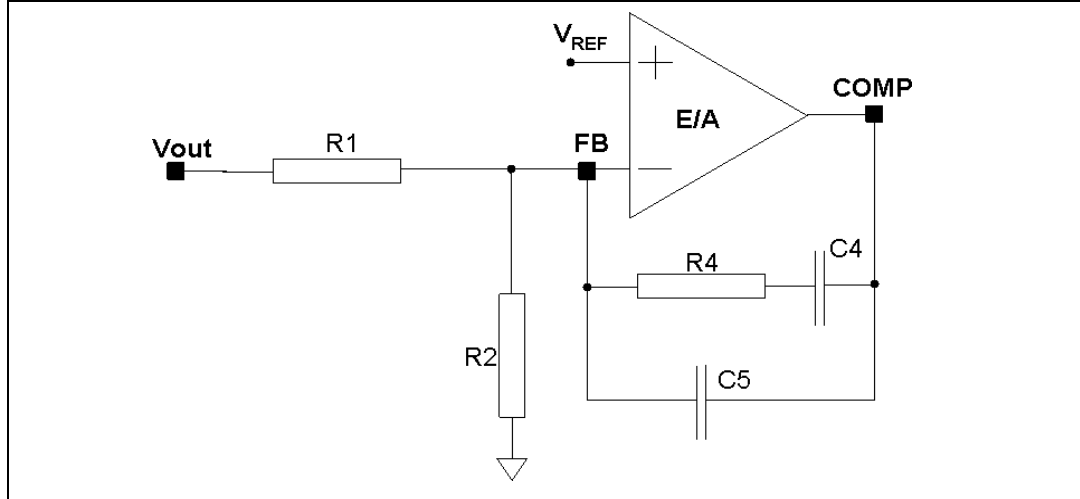 VREF
COMP
E/A
Vout
R1
FB
C4
R4
R2
C5